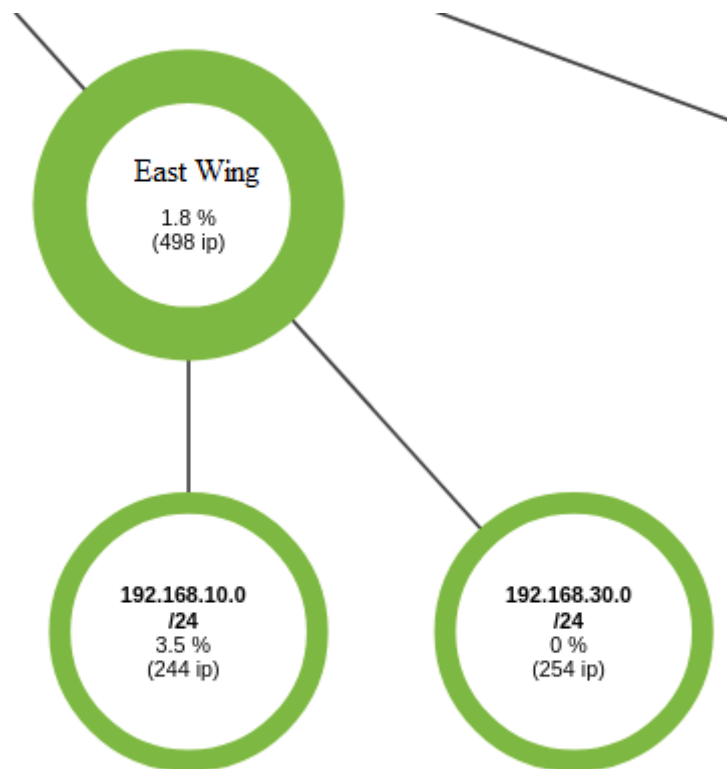 East Wing
1.8 %
(498 ip)
192.168.10.0
/24
3.5 %
(244 ip)
192.168.30.0
/24
0 %
(254 ip)